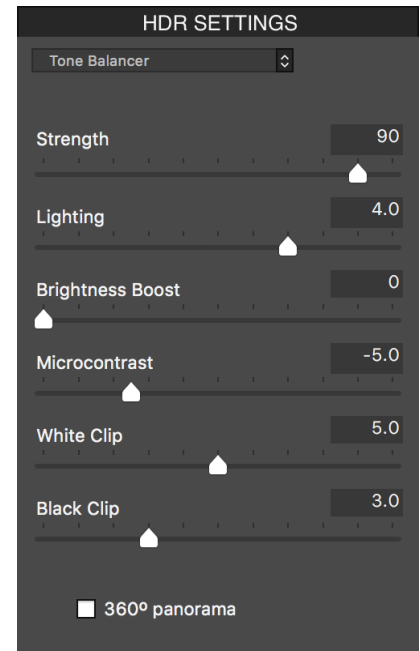 HDR SETTINGS
Tone Balancer
Strength 90
Lighting 4.0
Brightness Boost 0
Microcontrast -5.0
White Clip 5.0
Black Clip 3.0
360º panorama